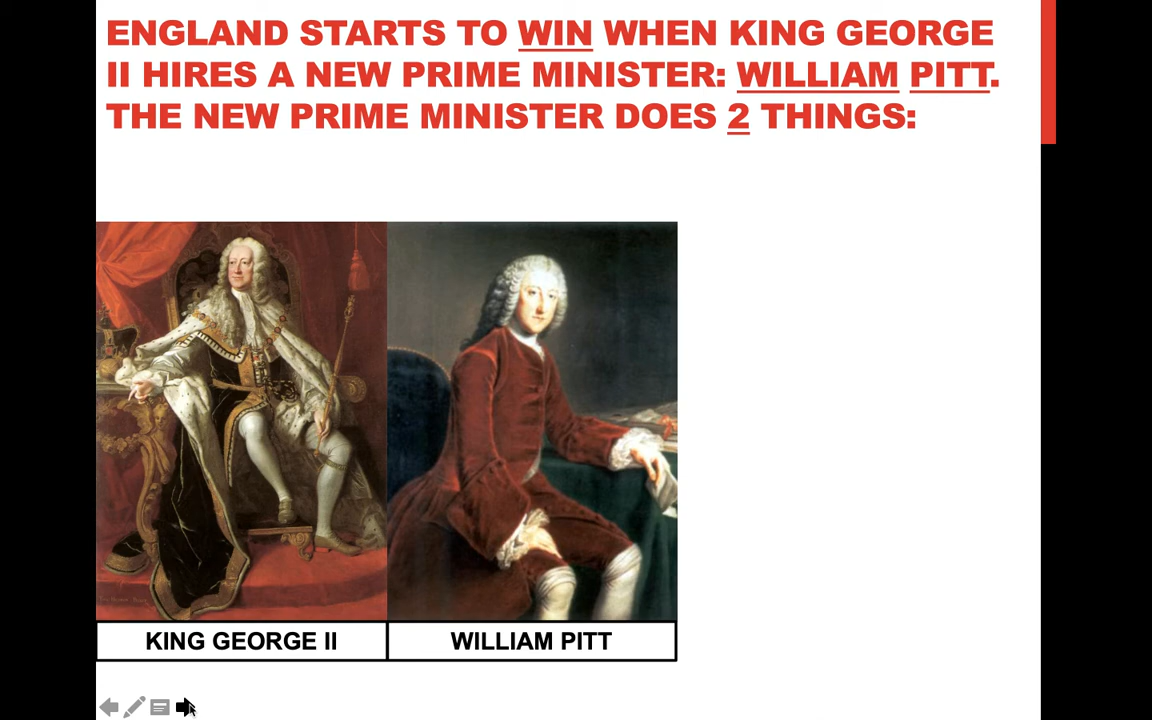 ENGLAND STARTS TO WIN WHEN KING GEORGE
II HIRES A NEW PRIME MINISTER: WILLIAM PITT.
THE NEW PRIME MINISTER DOES 2 THINGS:
KING GEORGE II
WILLIAM PITT